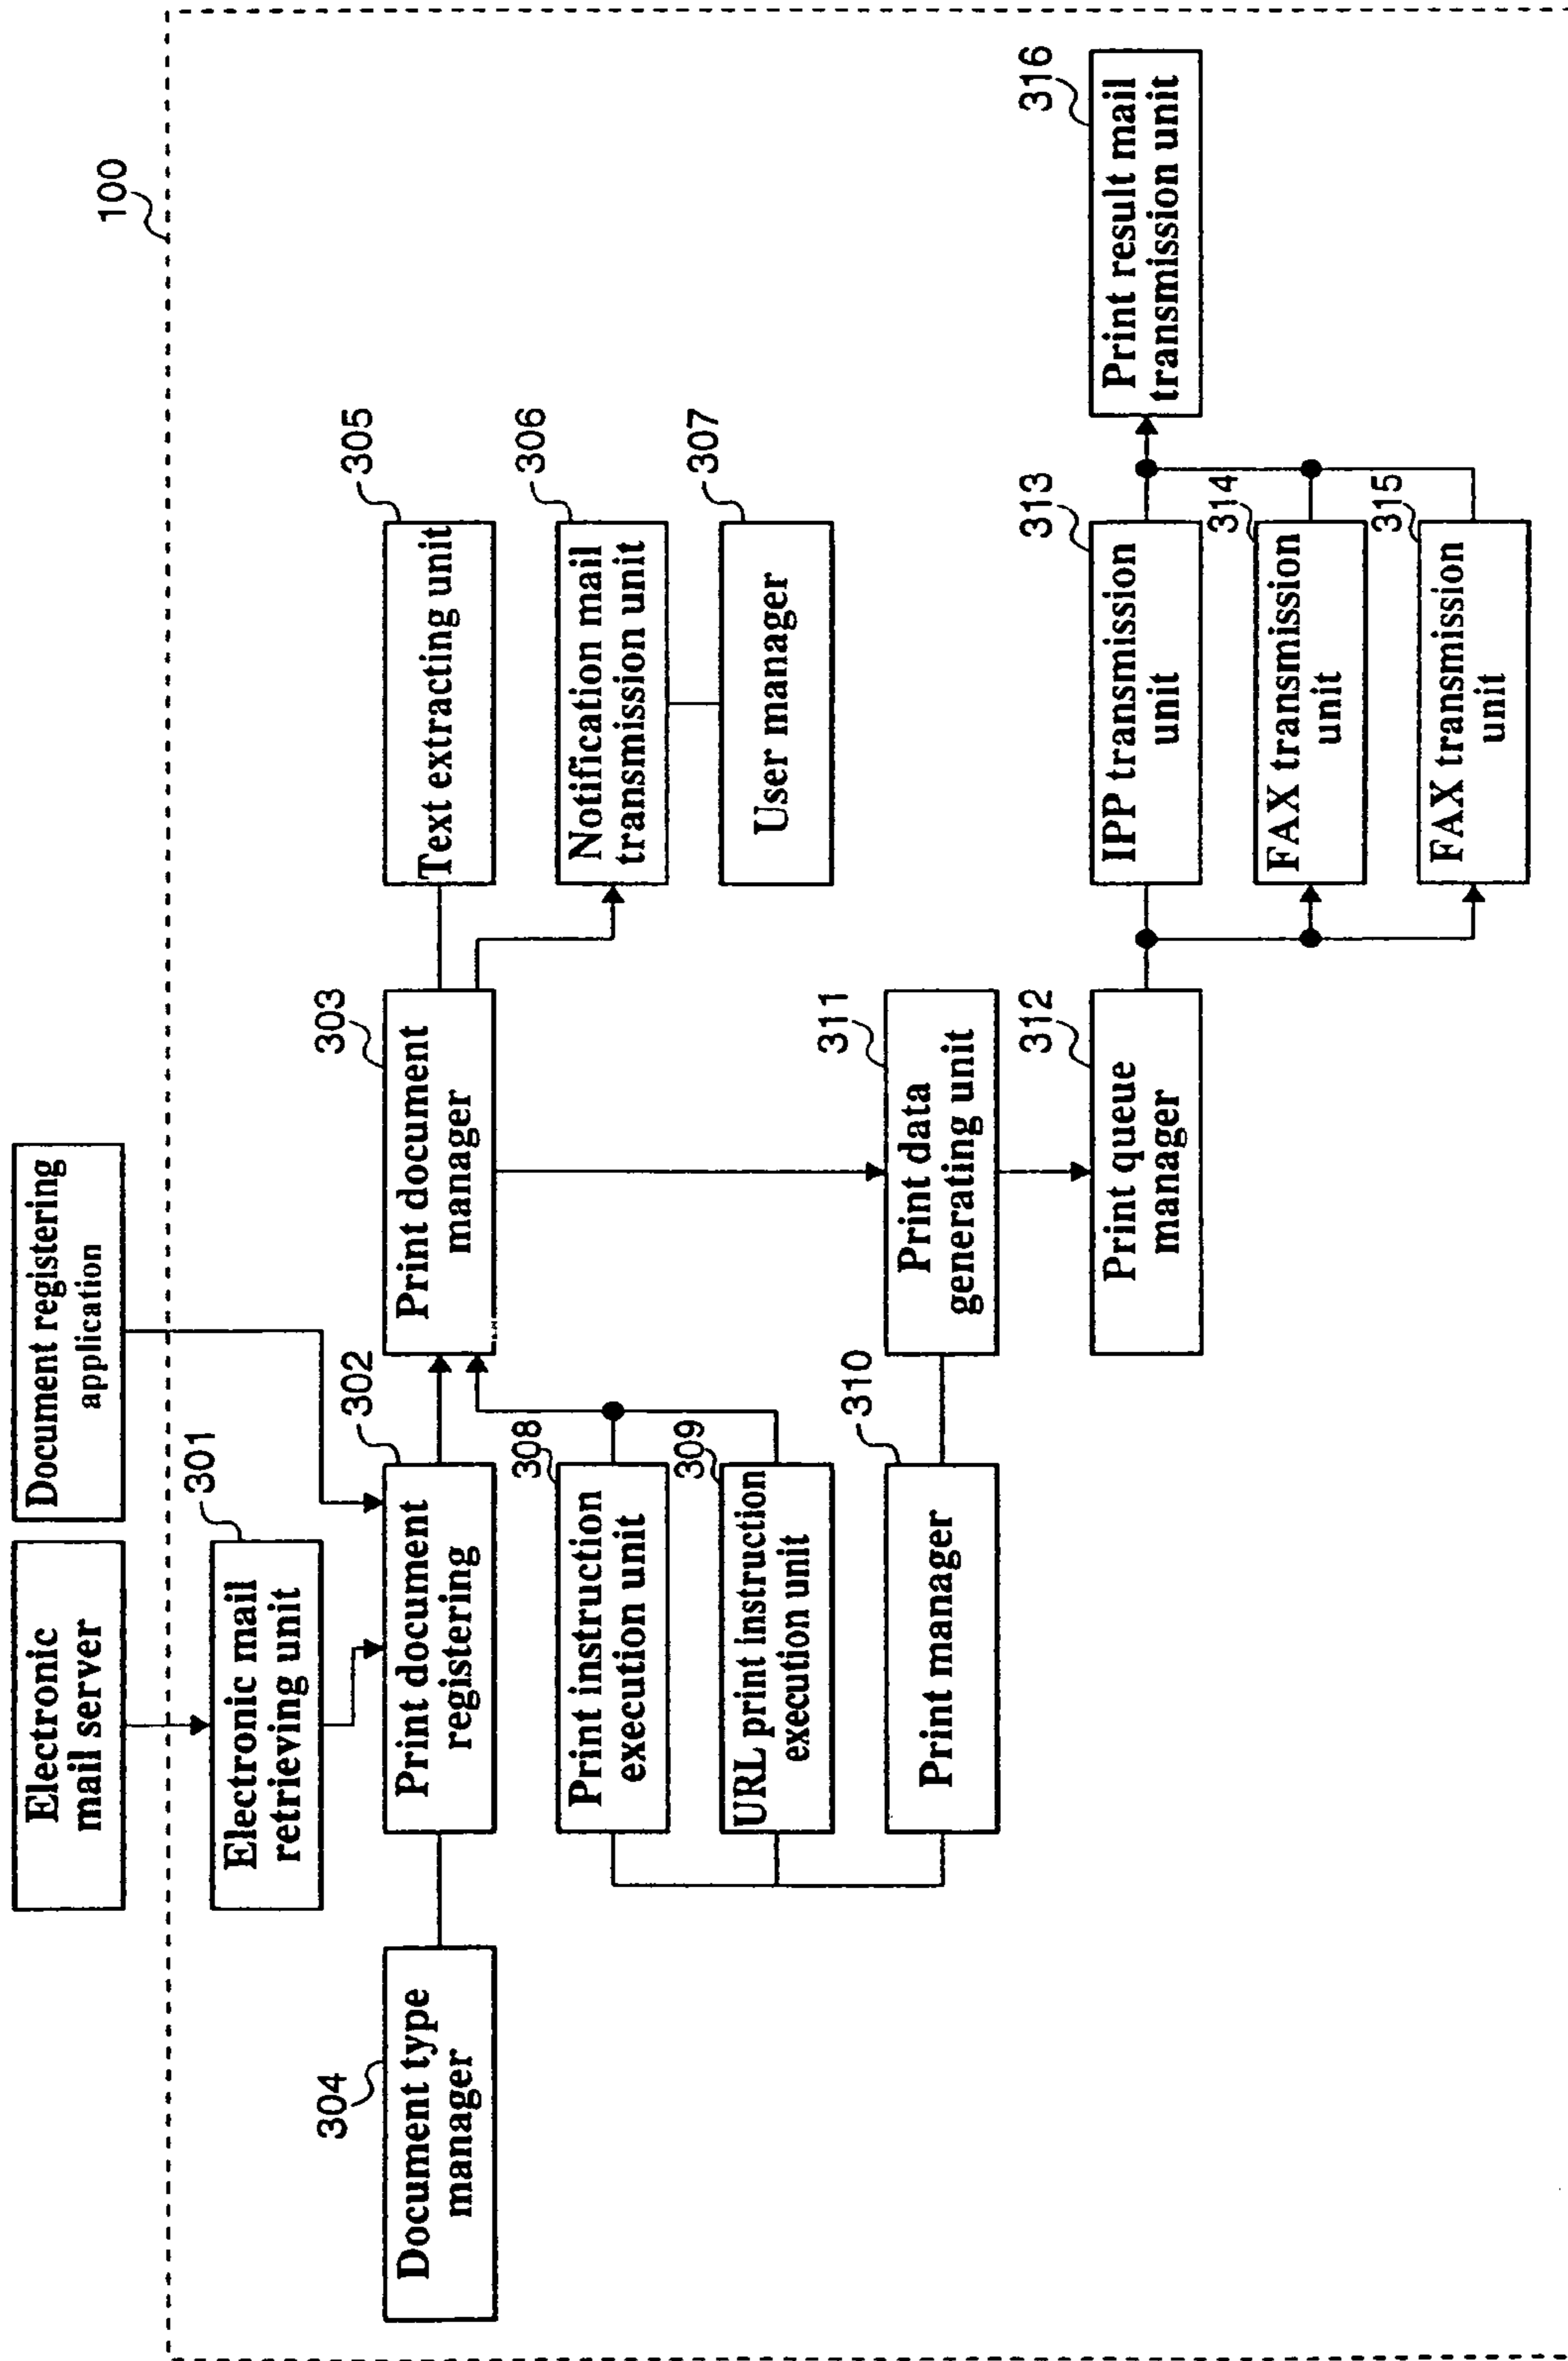 Electronic
mail server
Document registering
application
100
301
Electronic mail
retrieving unit
304
Document type
manager
302
Print document
registering
303
Print document
manager
305
Text extracting unit
308
Print instruction
execution unit
306
Notification mail
transmission unit
309
URL print instruction
execution unit
307
User manager
310
Print manager
311
Print data
generating unit
312
Print queue
manager
313
IPP transmission
unit
316
Print result mail
transmission unit
314
FAX transmission
unit
315
FAX transmission
unit